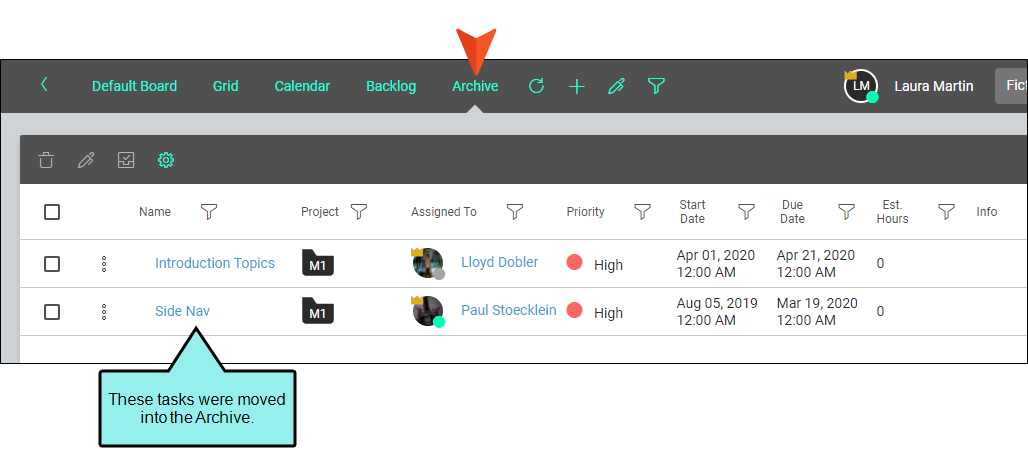 Default Board Grid Calendar Backlog Archive LM Laura Martin Fict
Name Project Assigned To Priority Start Date Due Date Est. Hours Info
Introduction Topics M1 Lloyd Dobler High Apr 01, 2020 12:00 AM Apr 21, 2020 12:00 AM 0
Side Nav M1 Paul Stoecklein High Aug 05, 2019 12:00 AM Mar 19, 2020 12:00 AM 0
These tasks were moved
into the Archive.